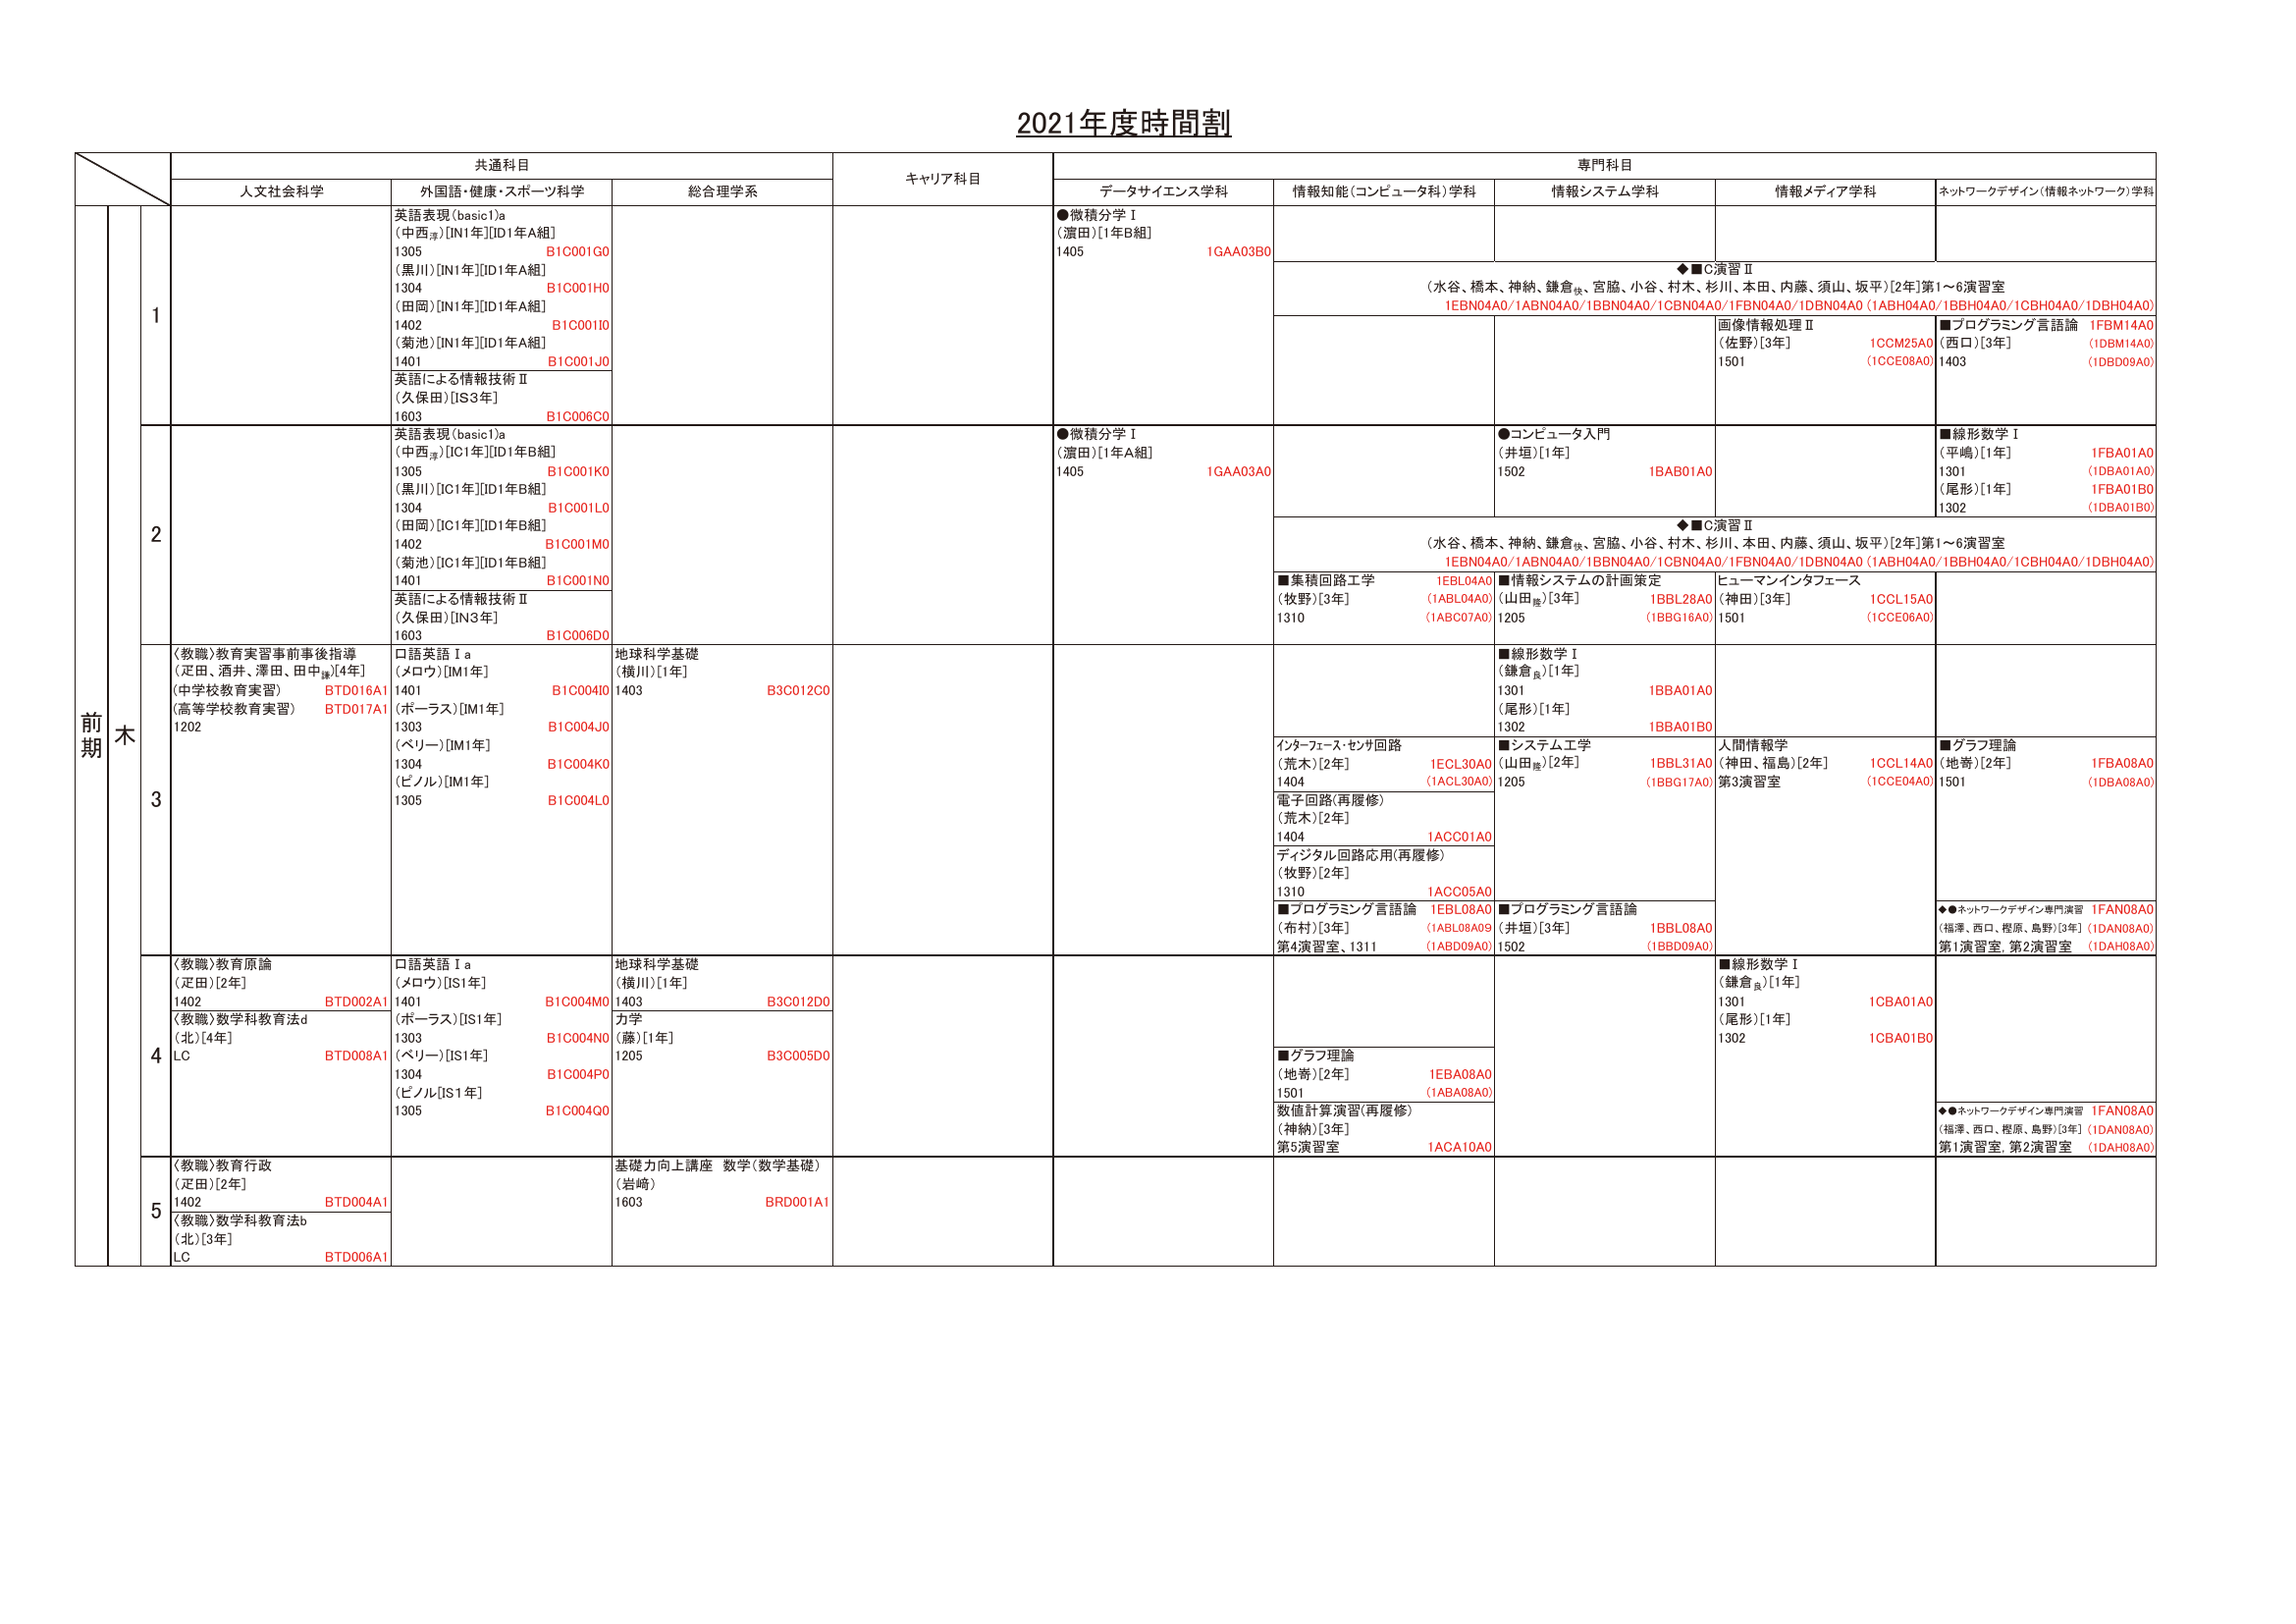 2021年度時間割
共通科目
キャリア科目
専門科目
人文社会科学
外国語・健康・スポーツ科学
総合理学系
データサイエンス学科
情報知能(コンピュータ科)学科
情報システム学科
情報メディア学科
ネットワークデザイン(情報ネットワーク)学科
前期
木
1
英語表現(basic1)a
(中西淳)[IN1年][ID1年A組]
1305 B1C001G0
(黒川)[IN1年][ID1年A組]
1304 B1C001H0
(田岡)[IN1年][ID1年A組]
1402 B1C001I0
(菊池)[IN1年][ID1年A組]
1401 B1C001J0
英語による情報技術Ⅱ
(久保田)[IS3年]
1603 B1C006C0
●微積分学Ⅰ
(濵田)[1年B組]
1405 1GAA03B0
◆■C演習Ⅱ
(水谷、橋本、神納、鎌倉快、宮脇、小谷、村木、杉川、本田、内藤、須山、坂平)[2年]第1～6演習室
1EBN04A0/1ABN04A0/1BBN04A0/1CBN04A0/1FBN04A0/1DBN04A0 (1ABH04A0/1BBH04A0/1CBH04A0/1DBH04A0)
画像情報処理Ⅱ
(佐野)[3年] 1CCM25A0
1501 (1CCE08A0)
■プログラミング言語論 1FBM14A0
(西口)[3年] (1DBM14A0)
1403 (1DBD09A0)
2
英語表現(basic1)a
(中西淳)[IC1年][ID1年B組]
1305 B1C001K0
(黒川)[IC1年][ID1年B組]
1304 B1C001L0
(田岡)[IC1年][ID1年B組]
1402 B1C001M0
(菊池)[IC1年][ID1年B組]
1401 B1C001N0
英語による情報技術Ⅱ
(久保田)[IN3年]
1603 B1C006D0
●微積分学Ⅰ
(濵田)[1年A組]
1405 1GAA03A0
●コンピュータ入門
(井垣)[1年]
1502 1BAB01A0
■線形数学Ⅰ
(平嶋)[1年] 1FBA01A0
1301 (1DBA01A0)
(尾形)[1年] 1FBA01B0
1302 (1DBA01B0)
◆■C演習Ⅱ
(水谷、橋本、神納、鎌倉快、宮脇、小谷、村木、杉川、本田、内藤、須山、坂平)[2年]第1～6演習室
1EBN04A0/1ABN04A0/1BBN04A0/1CBN04A0/1FBN04A0/1DBN04A0 (1ABH04A0/1BBH04A0/1CBH04A0/1DBH04A0)
■集積回路工学 1EBL04A0
(牧野)[3年] (1ABL04A0)
1310 (1ABC07A0)
■情報システムの計画策定
(山田隆)[3年] 1BBL28A0
1205 (1BBG16A0)
ヒューマンインタフェース
(神田)[3年] 1CCL15A0
1501 (1CCE06A0)
3
〈教職〉教育実習事前事後指導
(疋田、酒井、澤田、田中謙)[4年]
(中学校教育実習) BTD016A1
(高等学校教育実習) BTD017A1
1202
口語英語Ⅰa
(メロウ)[IM1年]
1401 B1C004I0
(ポーラス)[IM1年]
1303 B1C004J0
(ベリー)[IM1年]
1304 B1C004K0
(ピノル)[IM1年]
1305 B1C004L0
地球科学基礎
(横川)[1年]
1403 B3C012C0
■線形数学Ⅰ
(鎌倉良)[1年]
1301 1BBA01A0
(尾形)[1年]
1302 1BBA01B0
インターフェース・センサ回路
(荒木)[2年] 1ECL30A0
1404 (1ACL30A0)
電子回路(再履修)
(荒木)[2年]
1404 1ACC01A0
ディジタル回路応用(再履修)
(牧野)[2年]
1310 1ACC05A0
■プログラミング言語論 1EBL08A0
(布村)[3年] (1ABL08A09
第4演習室、1311 (1ABD09A0)
■システム工学
(山田隆)[2年] 1BBL31A0
1205 (1BBG17A0)
■プログラミング言語論
(井垣)[3年] 1BBL08A0
1502 (1BBD09A0)
人間情報学
(神田、福島)[2年] 1CCL14A0
第3演習室 (1CCE04A0)
■グラフ理論
(地嵜)[2年] 1FBA08A0
1501 (1DBA08A0)
◆●ネットワークデザイン専門演習 1FAN08A0
(福澤、西口、樫原、島野)[3年] (1DAN08A0)
第1演習室, 第2演習室 (1DAH08A0)
4
〈教職〉教育原論
(疋田)[2年]
1402 BTD002A1
〈教職〉数学科教育法d
(北)[4年]
LC BTD008A1
口語英語Ⅰa
(メロウ)[IS1年]
1401 B1C004M0
(ポーラス)[IS1年]
1303 B1C004N0
(ベリー)[IS1年]
1304 B1C004P0
(ピノル[IS1年]
1305 B1C004Q0
地球科学基礎
(横川)[1年]
1403 B3C012D0
力学
(藤)[1年]
1205 B3C005D0
■グラフ理論
(地嵜)[2年] 1EBA08A0
1501 (1ABA08A0)
数値計算演習(再履修)
(神納)[3年]
第5演習室 1ACA10A0
■線形数学Ⅰ
(鎌倉良)[1年]
1301 1CBA01A0
(尾形)[1年]
1302 1CBA01B0
◆●ネットワークデザイン専門演習 1FAN08A0
(福澤、西口、樫原、島野)[3年] (1DAN08A0)
第1演習室, 第2演習室 (1DAH08A0)
5
〈教職〉教育行政
(疋田)[2年]
1402 BTD004A1
〈教職〉数学科教育法b
(北)[3年]
LC BTD006A1
基礎力向上講座 数学(数学基礎)
(岩﨑)
1603 BRD001A1